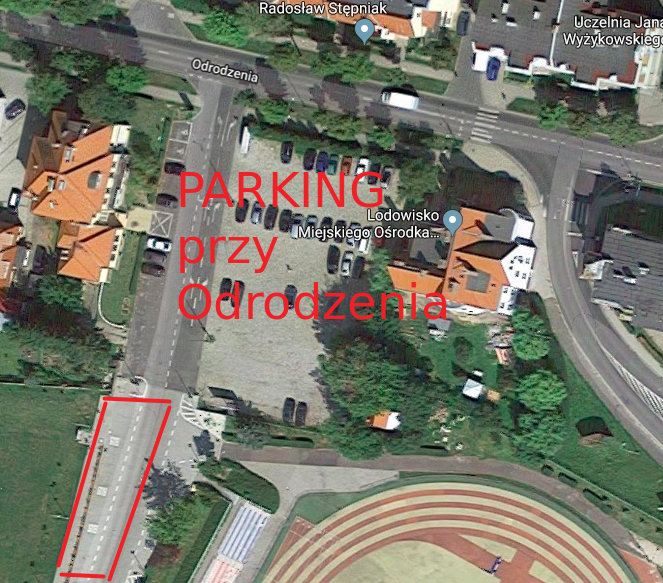 Radosław Stępniak
Uczelnia Jana
Wyżykowskiego
Odrodzenia
PARKING
przy
Odrodzenia
Lodowisko
Miejskiego Ośrodka...